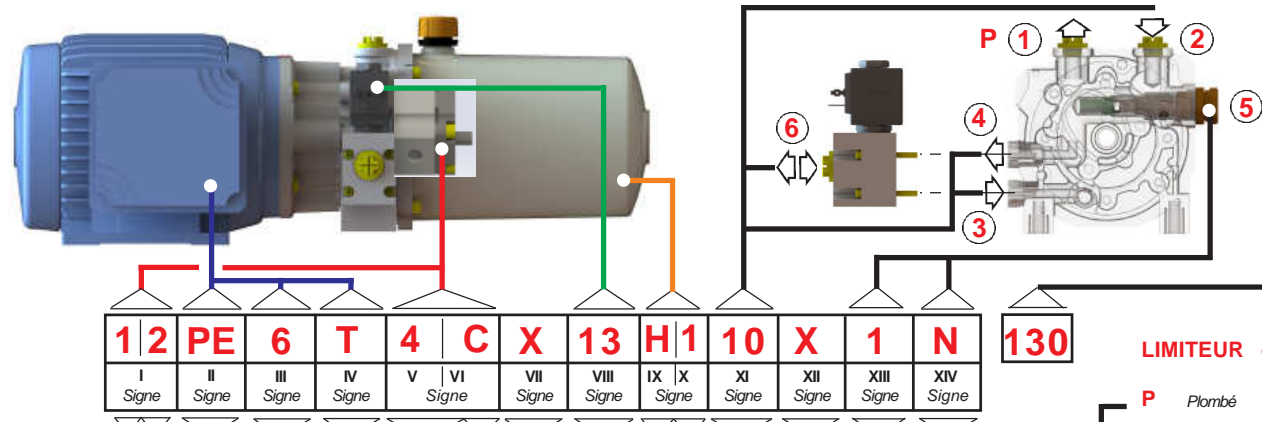 P 1 2
6 4 5
3
1 2 PE 6 T 4 C X 13 H 1 10 X 1 N 130
I II III IV V VI VII VIII IX X XI XII XIII XIV
Signe Signe Signe Signe Signe Signe Signe Signe Signe Signe Signe Signe
LIMITEUR
P Plombé